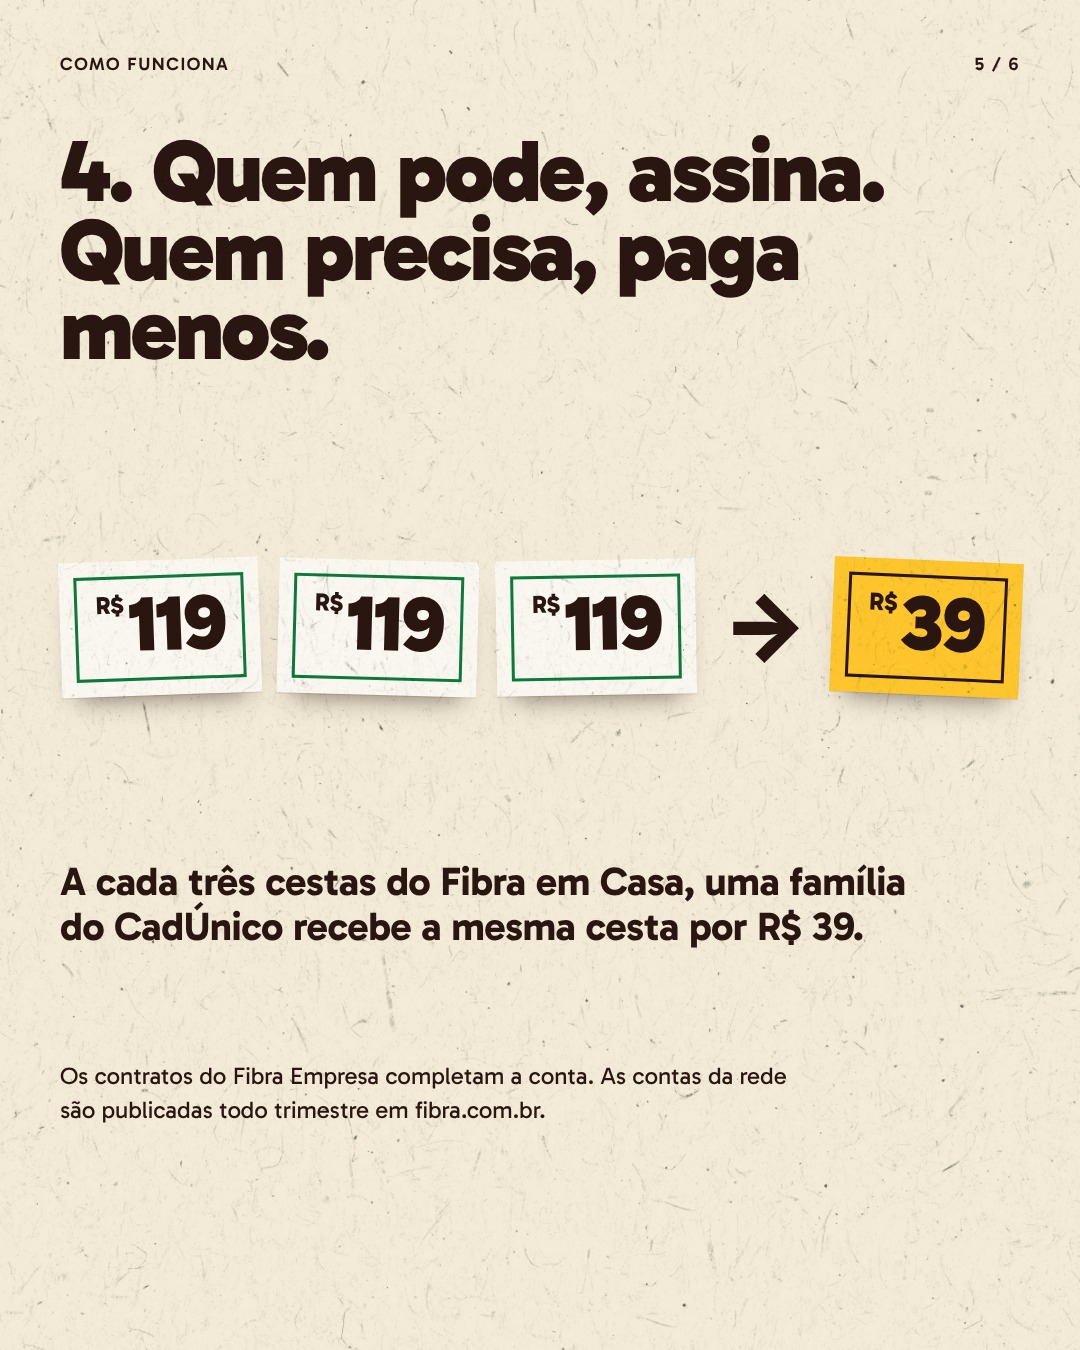 COMO FUNCIONA
5 / 6
4. Quem pode, assina.
Quem precisa, paga
menos.
R$ 119
R$ 119
R$ 119
R$ 39
A cada três cestas do Fibra em Casa, uma família
do CadÚnico recebe a mesma cesta por R$ 39.
Os contratos do Fibra Empresa completam a conta. As contas da rede
são publicadas todo trimestre em fibra.com.br.